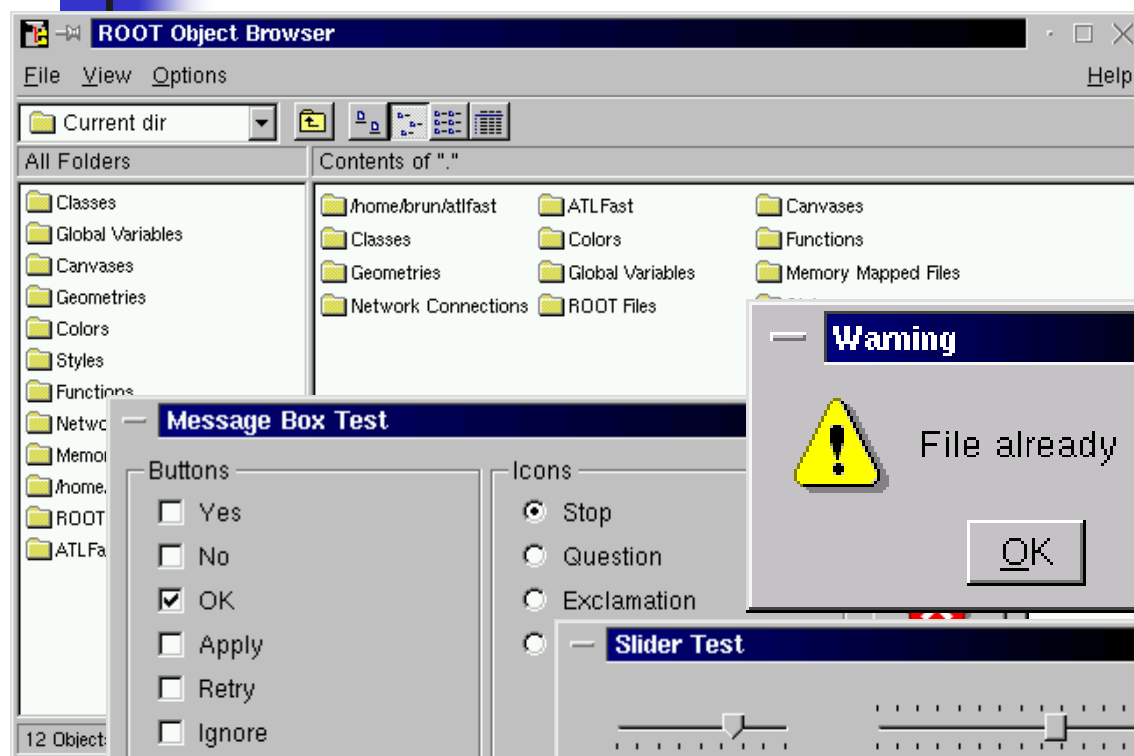 ROOT Object Browser
File View Options Help
Current dir
All Folders
Contents of "."
Classes
Global Variables
Canvases
Geometries
Colors
Styles
Functions
ROOT
/home/brun/atlfast ATLFast Canvases
Classes Colors Functions
Geometries Global Variables Memory Mapped Files
Network Connections ROOT Files
12 Object
Message Box Test
Buttons
Yes
No
OK
Apply
Retry
Ignore
Icons
Stop
Question
Exclamation
Warning
File already
OK
Slider Test